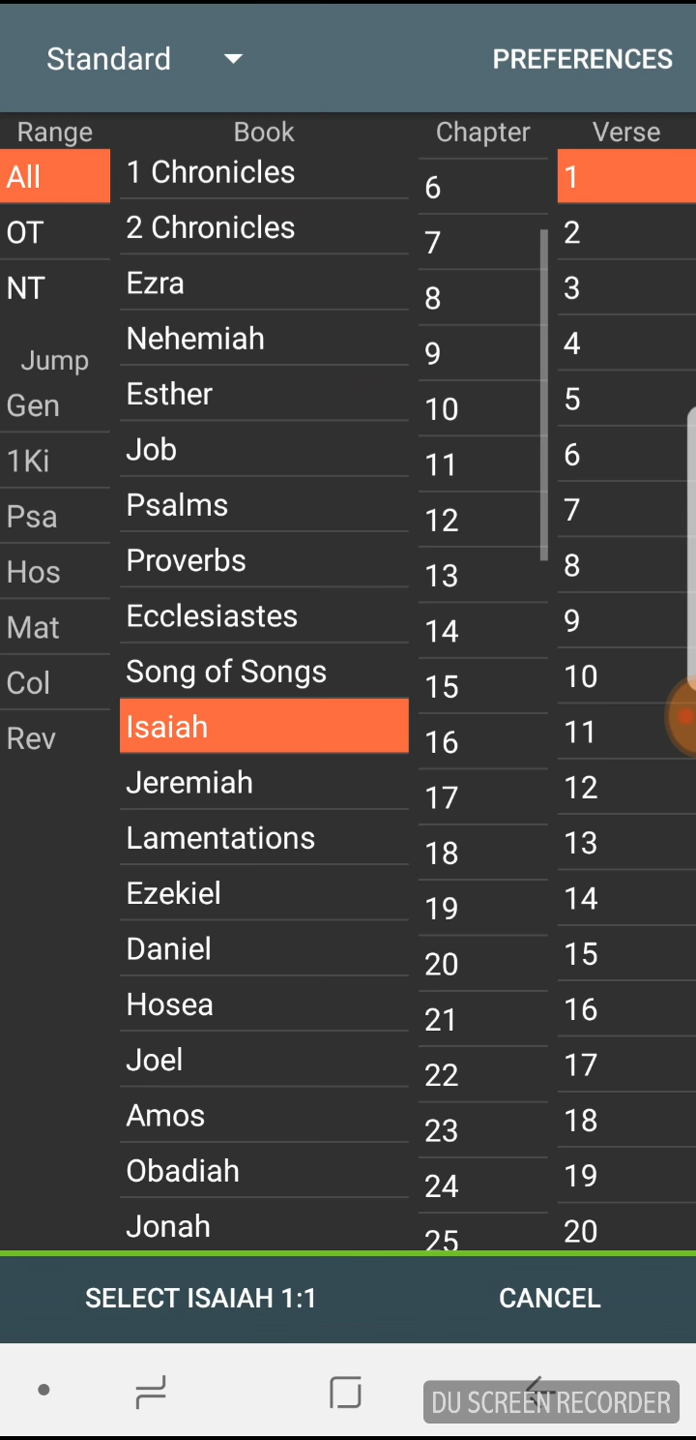 Standard
PREFERENCES
Range
All
OT
NT
Jump
Gen
1Ki
Psa
Hos
Mat
Col
Rev
Book
1 Chronicles
2 Chronicles
Ezra
Nehemiah
Esther
Job
Psalms
Proverbs
Ecclesiastes
Song of Songs
Isaiah
Jeremiah
Lamentations
Ezekiel
Daniel
Hosea
Joel
Amos
Obadiah
Jonah
Chapter
6
7
8
9
10
11
12
13
14
15
16
17
18
19
20
21
22
23
24
25
Verse
1
2
3
4
5
6
7
8
9
10
11
12
13
14
15
16
17
18
19
20
SELECT ISAIAH 1:1
CANCEL
DU SCREEN RECORDER